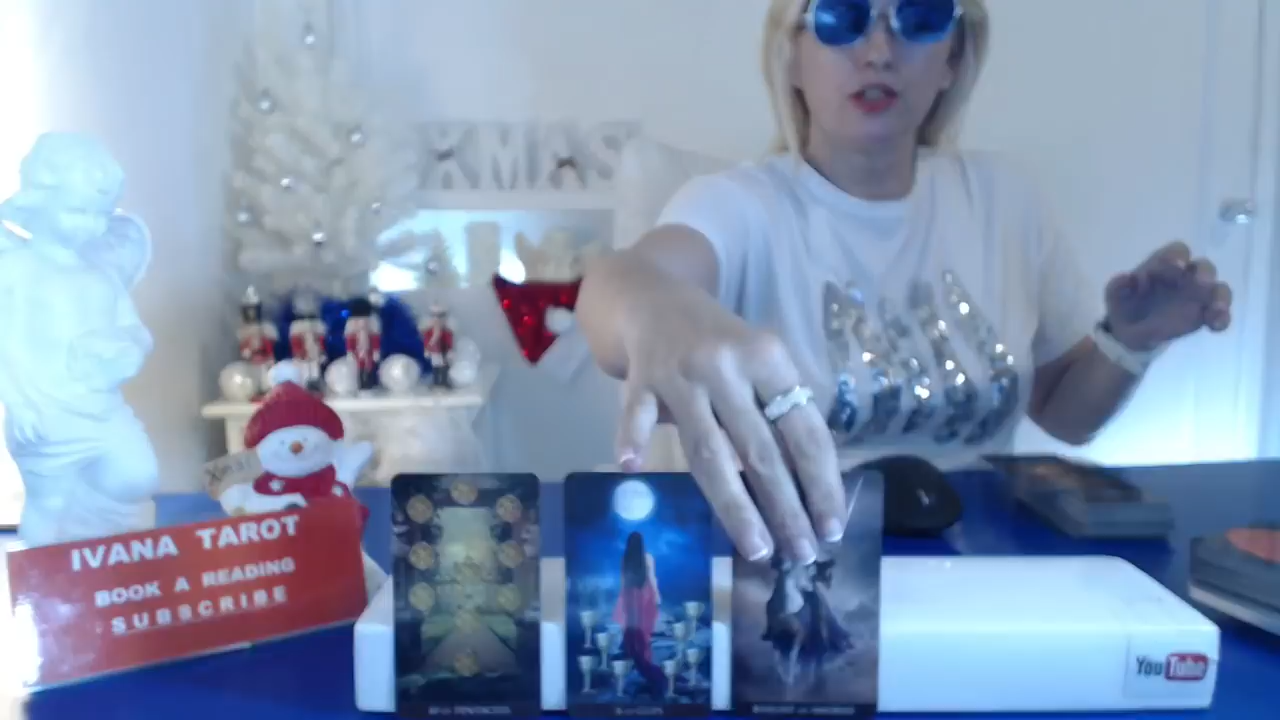 XMAS
IVANA TAROT
BOOK A READING
SUBSCRIBE
YouTube